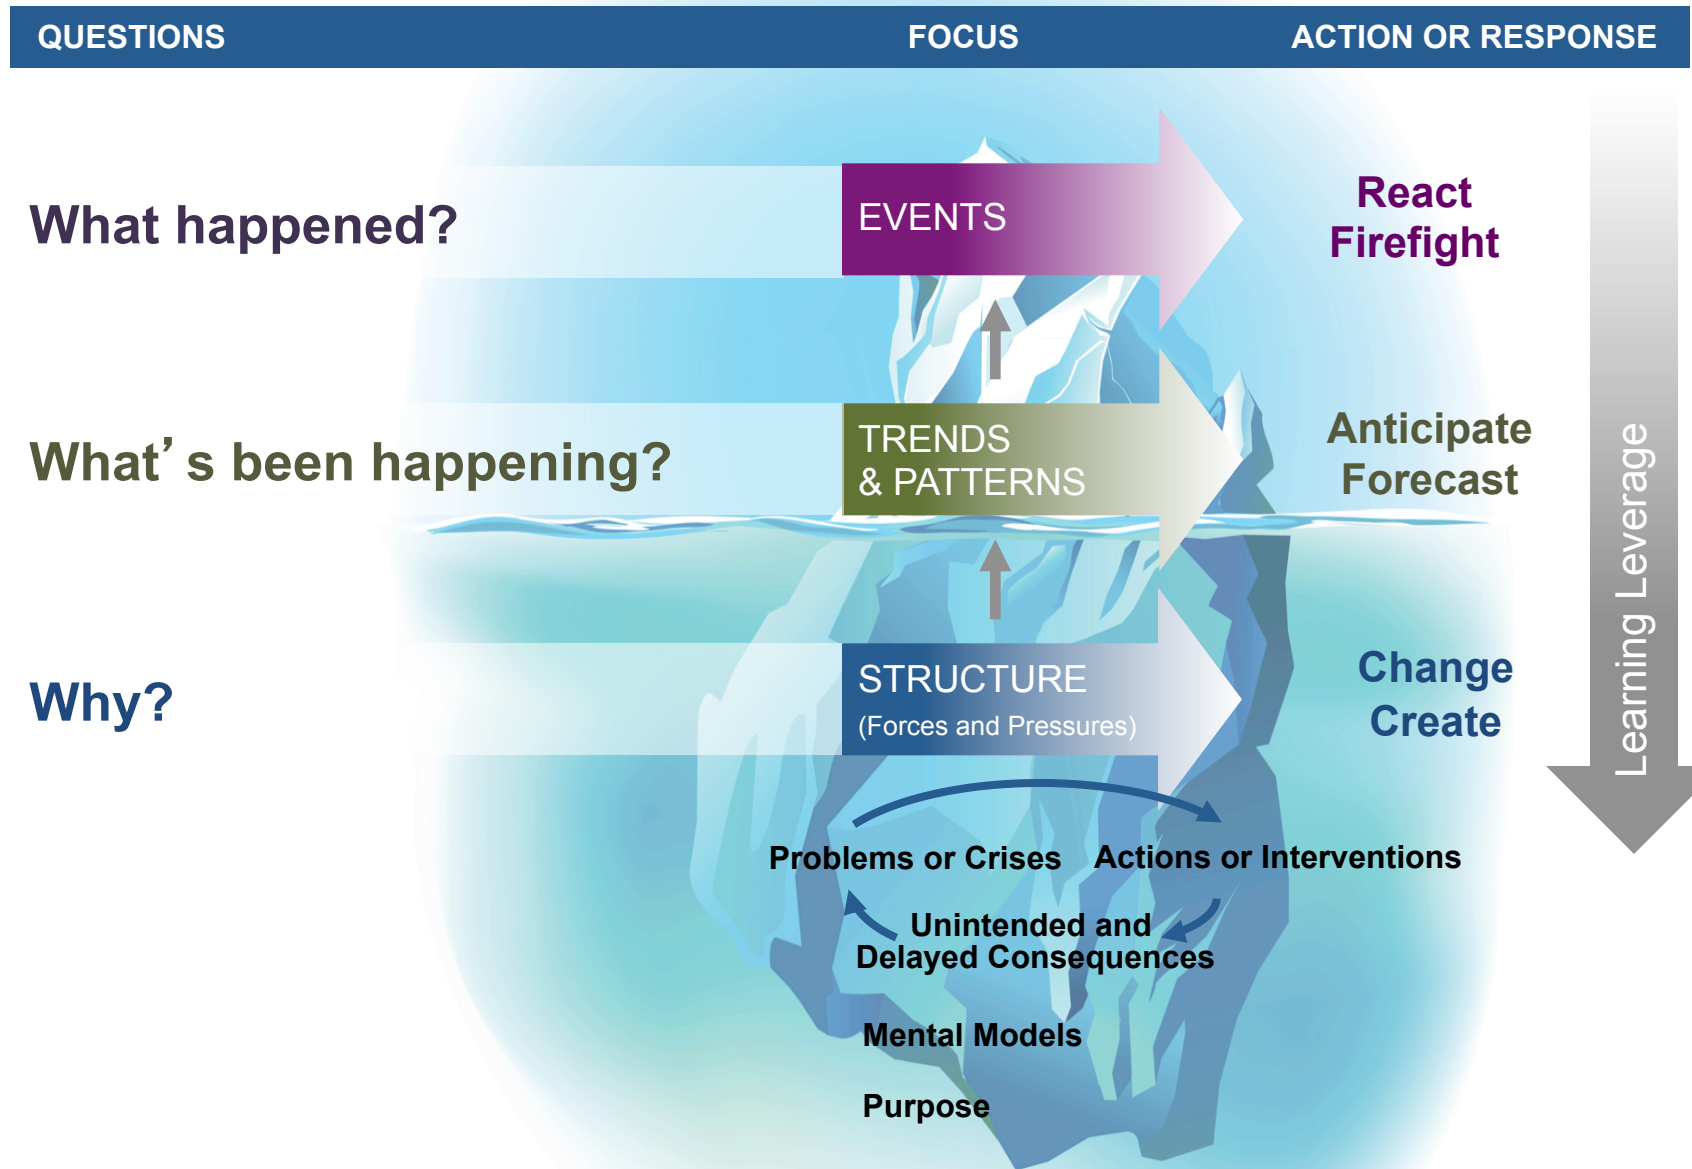 QUESTIONS FOCUS ACTION OR RESPONSE
What happened?
EVENTS
React
Firefight
What’s been happening?
TRENDS
& PATTERNS
Anticipate
Forecast
Why?
STRUCTURE
(Forces and Pressures)
Change
Create
Learning Leverage
Problems or Crises
Actions or Interventions
Unintended and
Delayed Consequences
Mental Models
Purpose